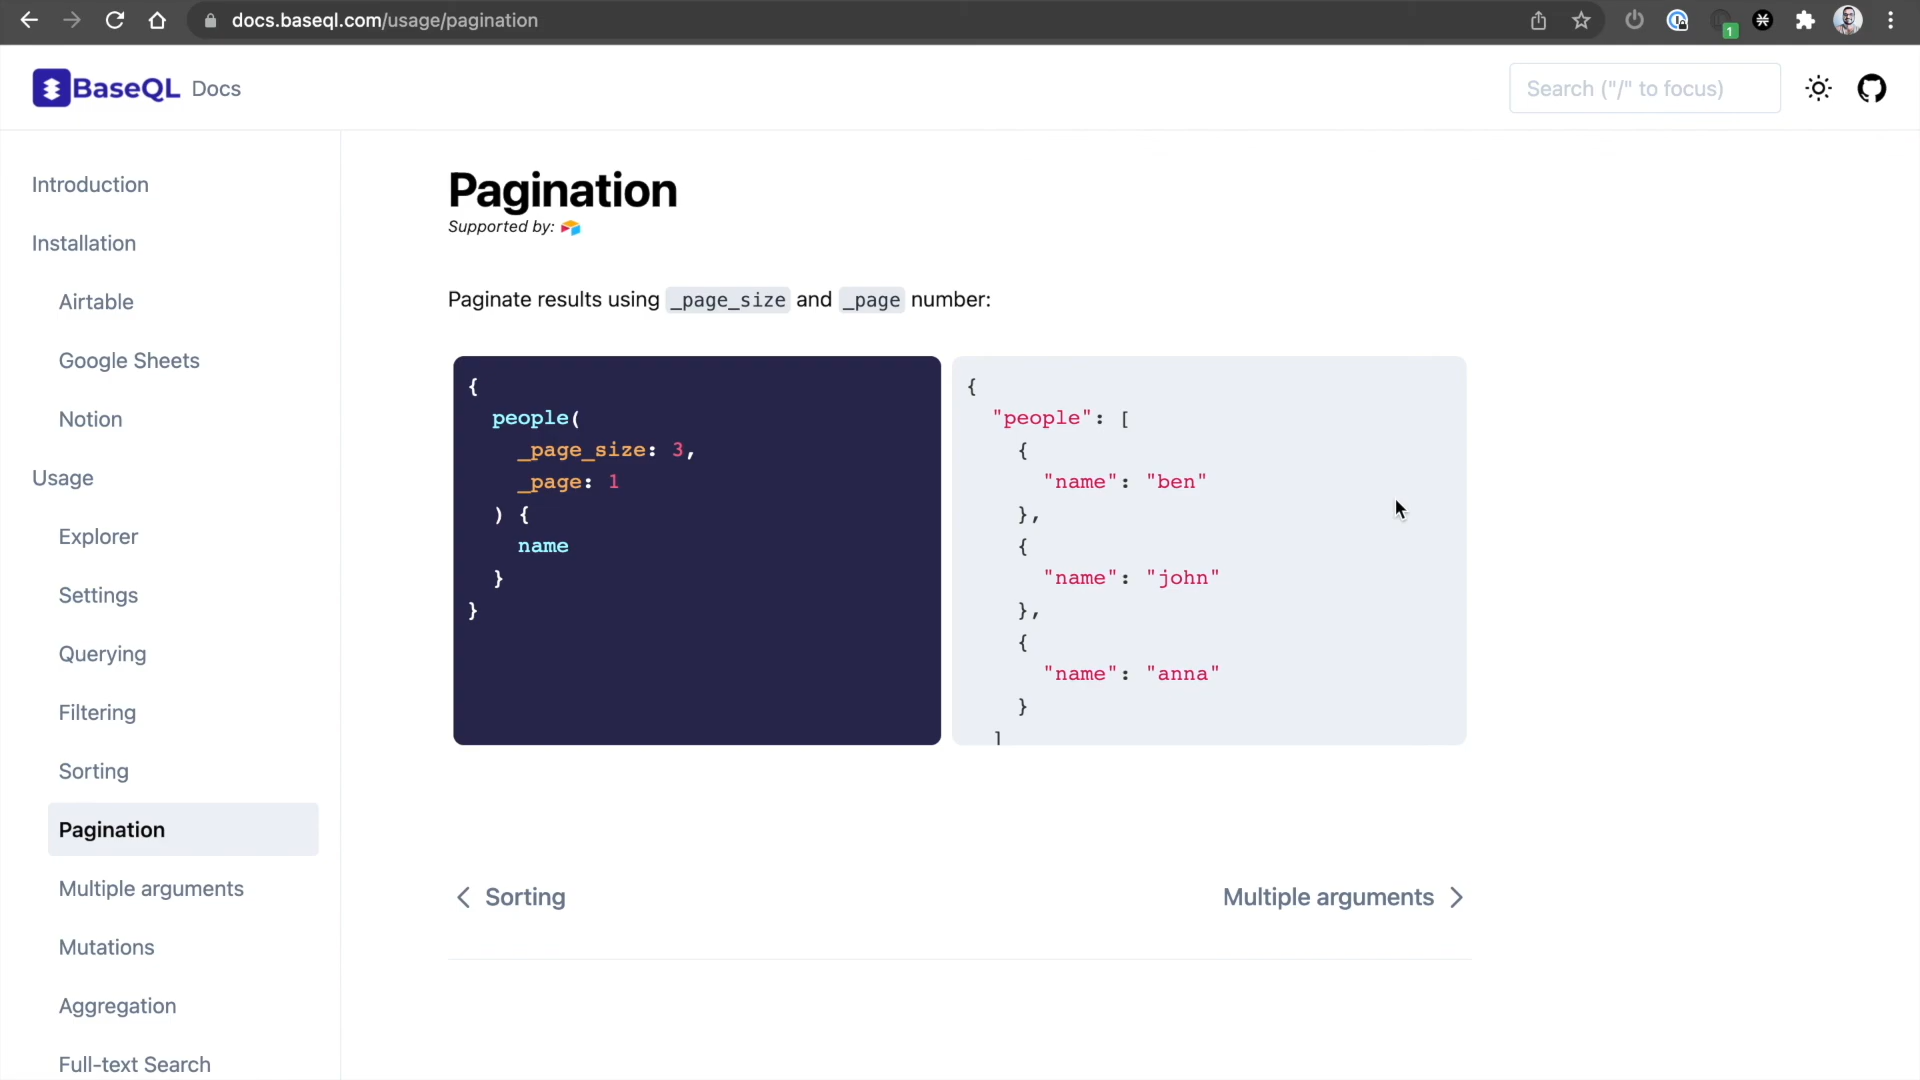 docs.baseql.com/usage/pagination
1
BaseQL Docs
Search ("/" to focus)
Introduction
Installation
Airtable
Google Sheets
Notion
Usage
Explorer
Settings
Querying
Filtering
Sorting
Pagination
Multiple arguments
Mutations
Aggregation
Full-text Search
Pagination
Supported by:
Paginate results using _page_size and _page number:
{
people(
_page_size: 3,
_page: 1
) {
name
}
}
{
"people": [
{
"name": "ben"
},
{
"name": "john"
},
{
"name": "anna"
}
]
Sorting
Multiple arguments